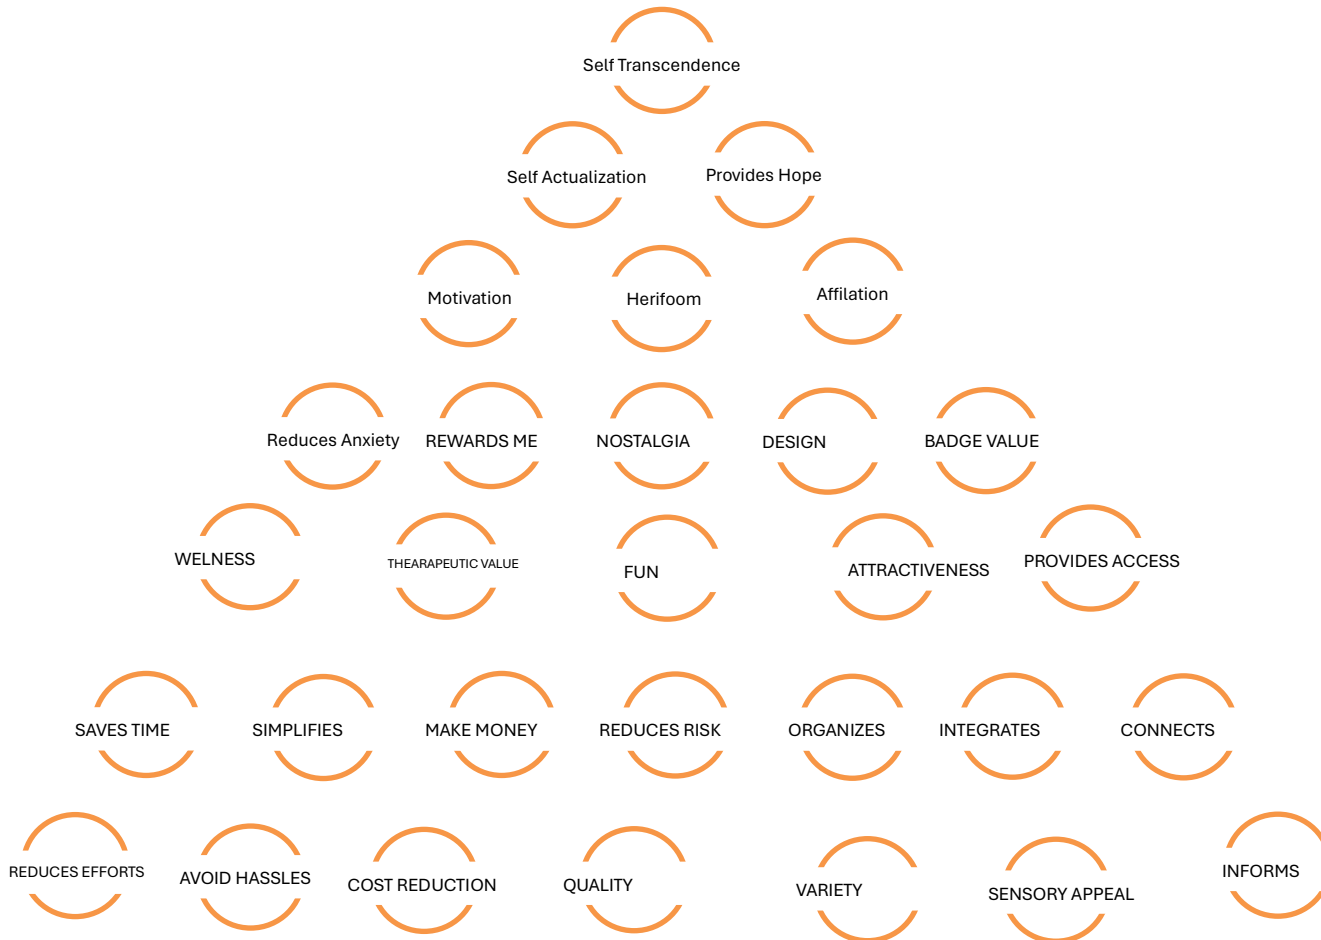 Self Transcendence
Self Actualization
Provides Hope
Motivation
Herifoom
Affilation
Reduces Anxiety
REWARDS ME
NOSTALGIA
DESIGN
BADGE VALUE
WELNESS
THEARAPEUTIC VALUE
FUN
ATTRACTIVENESS
PROVIDES ACCESS
SAVES TIME
SIMPLIFIES
MAKE MONEY
REDUCES RISK
ORGANIZES
INTEGRATES
CONNECTS
REDUCES EFFORTS
AVOID HASSLES
COST REDUCTION
QUALITY
VARIETY
SENSORY APPEAL
INFORMS